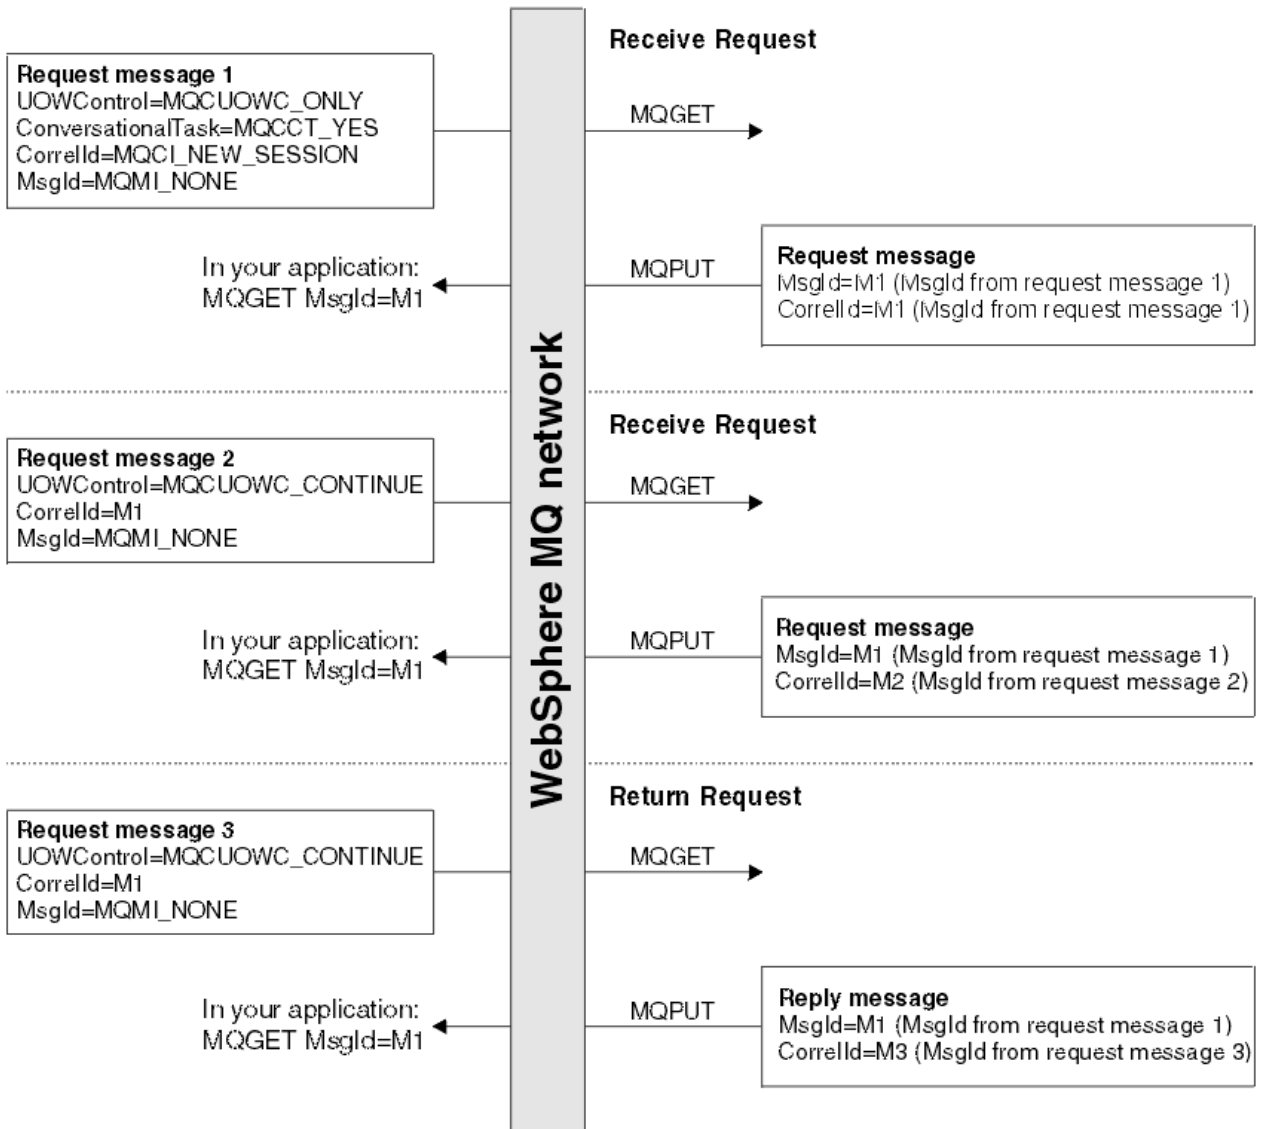 Receive Request
Request message 1
UOWControl=MQCUOWC_ONLY
ConversationalTask=MQCCT_YES
CorrelId=MQCI_NEW_SESSION
MsgId=MQMI_NONE
MQGET
In your application:
MQGET MsgId=M1
MQPUT
Request message
MsgId=M1 (MsgId from request message 1)
CorrelId=M1 (MsgId from request message 1)
WebSphere MQ network
Receive Request
Request message 2
UOWControl=MQCUOWC_CONTINUE
CorrelId=M1
MsgId=MQMI_NONE
MQGET
In your application:
MQGET MsgId=M1
MQPUT
Request message
MsgId=M1 (MsgId from request message 1)
CorrelId=M2 (MsgId from request message 2)
Return Request
Request message 3
UOWControl=MQCUOWC_CONTINUE
CorrelId=M1
MsgId=MQMI_NONE
MQGET
In your application:
MQGET MsgId=M1
MQPUT
Reply message
MsgId=M1 (MsgId from request message 1)
CorrelId=M3 (MsgId from request message 3)